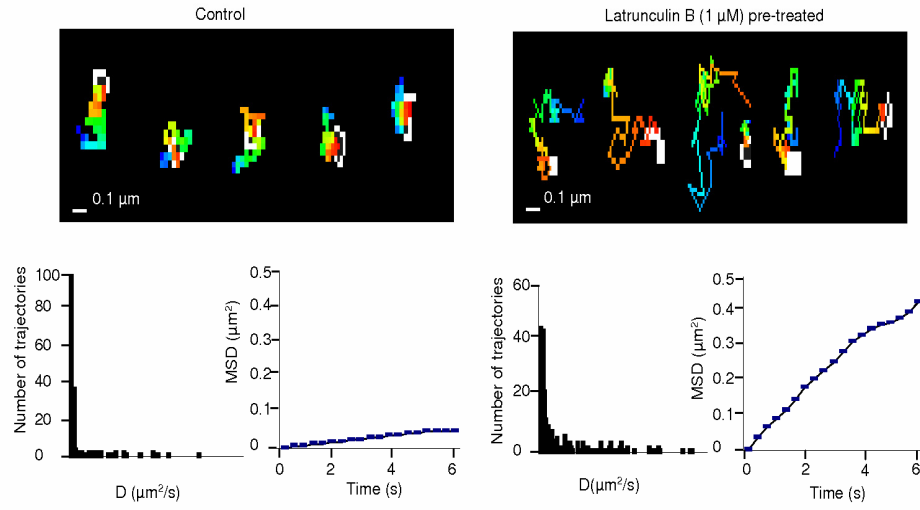 Control
Latrunculin B (1 µM) pre-treated
0.1 µm
0.1 µm
Number of trajectories
100
80
60
40
20
0
D (µm²/s)
MSD (µm²)
0.5
0.4
0.3
0.2
0.1
0
0 2 4 6
Time (s)
Number of trajectories
60
40
20
0
D(µm²/s)
MSD (µm²)
0.5
0.4
0.3
0.2
0.1
0
0 2 4 6
Time (s)